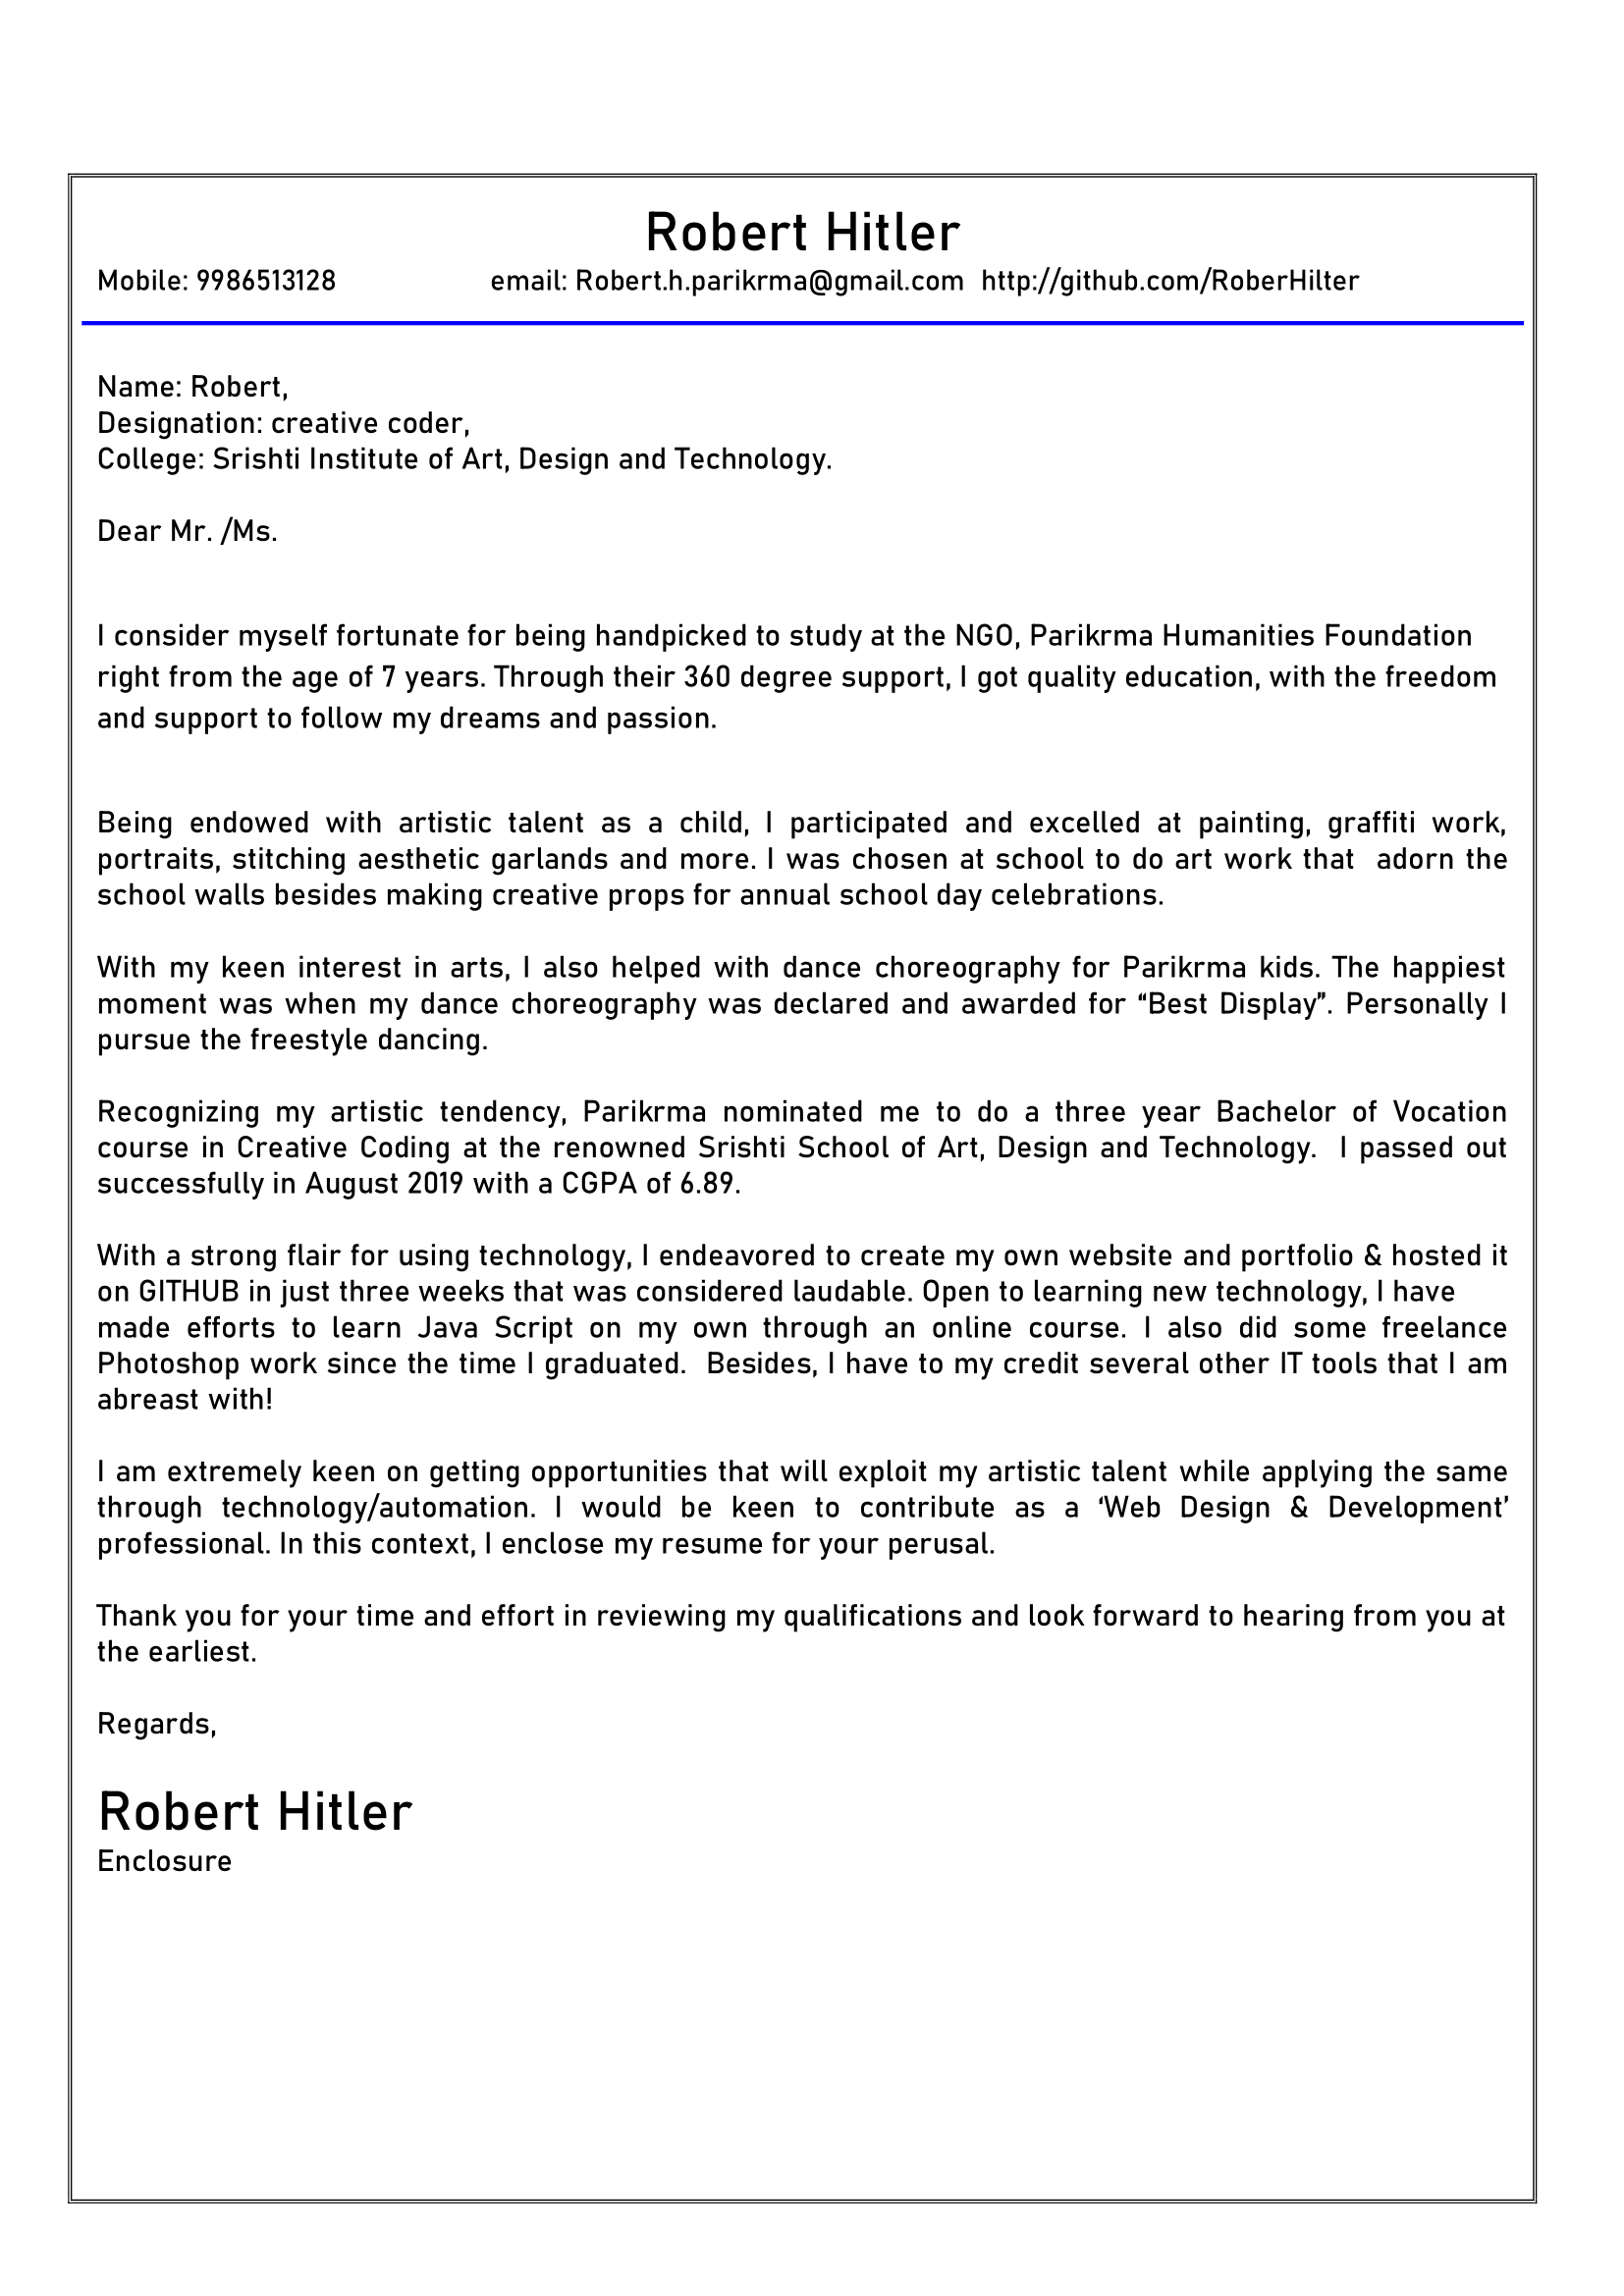 Robert Hitler
Mobile: 9986513128 email: Robert.h.parikrma@gmail.com http://github.com/RoberHilter
Name: Robert,
Designation: creative coder,
College: Srishti Institute of Art, Design and Technology.
Dear Mr. /Ms.
I consider myself fortunate for being handpicked to study at the NGO, Parikrma Humanities Foundation
right from the age of 7 years. Through their 360 degree support, I got quality education, with the freedom
and support to follow my dreams and passion.
Being endowed with artistic talent as a child, I participated and excelled at painting, graffiti work,
portraits, stitching aesthetic garlands and more. I was chosen at school to do art work that adorn the
school walls besides making creative props for annual school day celebrations.
With my keen interest in arts, I also helped with dance choreography for Parikrma kids. The happiest
moment was when my dance choreography was declared and awarded for “Best Display”. Personally I
pursue the freestyle dancing.
Recognizing my artistic tendency, Parikrma nominated me to do a three year Bachelor of Vocation
course in Creative Coding at the renowned Srishti School of Art, Design and Technology. I passed out
successfully in August 2019 with a CGPA of 6.89.
With a strong flair for using technology, I endeavored to create my own website and portfolio & hosted it
on GITHUB in just three weeks that was considered laudable. Open to learning new technology, I have
made efforts to learn Java Script on my own through an online course. I also did some freelance
Photoshop work since the time I graduated. Besides, I have to my credit several other IT tools that I am
abreast with!
I am extremely keen on getting opportunities that will exploit my artistic talent while applying the same
through technology/automation. I would be keen to contribute as a ‘Web Design & Development’
professional. In this context, I enclose my resume for your perusal.
Thank you for your time and effort in reviewing my qualifications and look forward to hearing from you at
the earliest.
Regards,
Robert Hitler
Enclosure